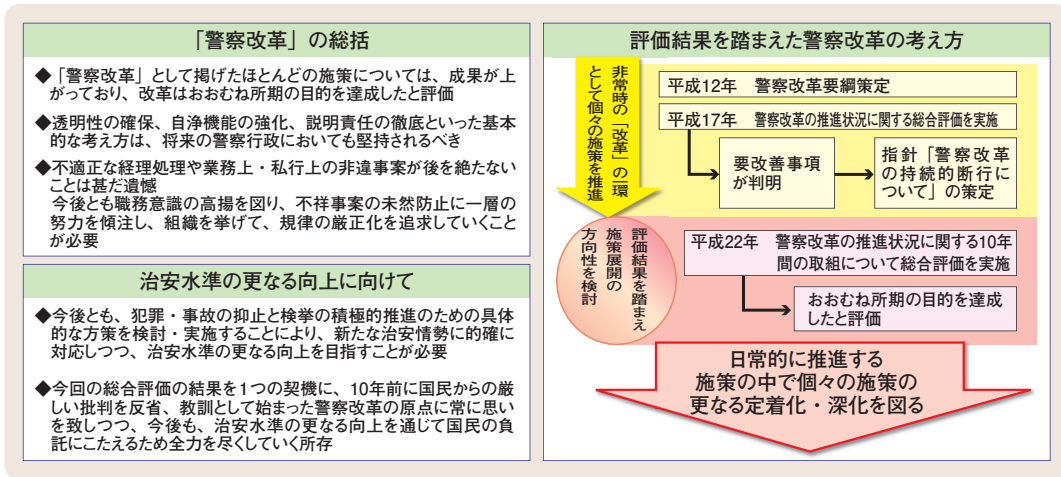 「警察改革」の総括
◆「警察改革」として掲げたほとんどの施策については、成果が上
がっており、改革はおおむね所期の目的を達成したと評価
◆透明性の確保、自浄機能の強化、説明責任の徹底といった基本
的な考え方は、将来の警察行政においても堅持されるべき
◆不適正な経理処理や業務上・私行上の非違事案が後を絶たない
ことは甚だ遺憾
今後とも職務意識の高揚を図り、不祥事案の未然防止に一層の
努力を傾注し、組織を挙げて、規律の厳正化を追求していくこと
が必要
治安水準の更なる向上に向けて
◆今後とも、犯罪・事故の抑止と検挙の積極的推進のための具体
的な方策を検討・実施することにより、新たな治安情勢に的確に
対応しつつ、治安水準の更なる向上を目指すことが必要
◆今回の総合評価の結果を1つの契機に、10年前に国民からの厳
しい批判を反省、教訓として始まった警察改革の原点に常に思い
を致しつつ、今後も、治安水準の更なる向上を通じて国民の負
託にこたえるため全力を尽くしていく所存
評価結果を踏まえた警察改革の考え方
非常時の「改革」の一環
として個々の施策を推進
平成12年 警察改革要綱策定
平成17年 警察改革の推進状況に関する総合評価を実施
要改善事項
が判明
指針「警察改革
の持続的断行に
ついて」の策定
評価結果を踏まえ
施策展開の
方向性を検討
平成22年 警察改革の推進状況に関する10年
間の取組について総合評価を実施
おおむね所期の目的を達成
したと評価
日常的に推進する
施策の中で個々の施策の
更なる定着化・深化を図る